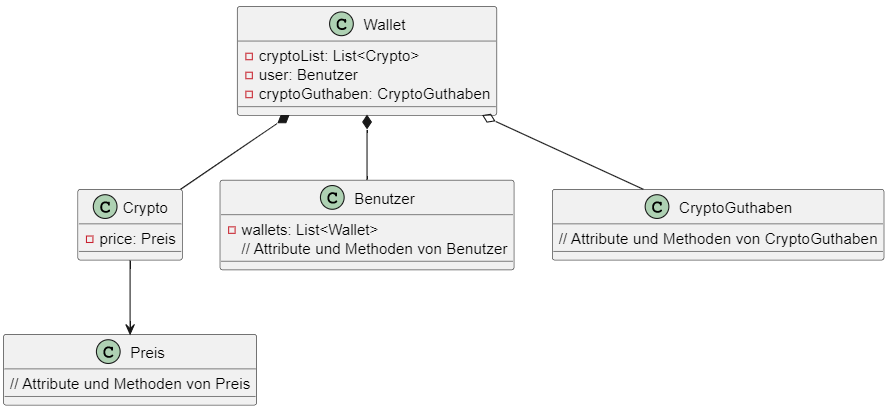 C Wallet
cryptoList: List<Crypto>
user: Benutzer
cryptoGuthaben: CryptoGuthaben
C Crypto
price: Preis
C Benutzer
wallets: List<Wallet>
// Attribute und Methoden von Benutzer
C CryptoGuthaben
// Attribute und Methoden von CryptoGuthaben
C Preis
// Attribute und Methoden von Preis